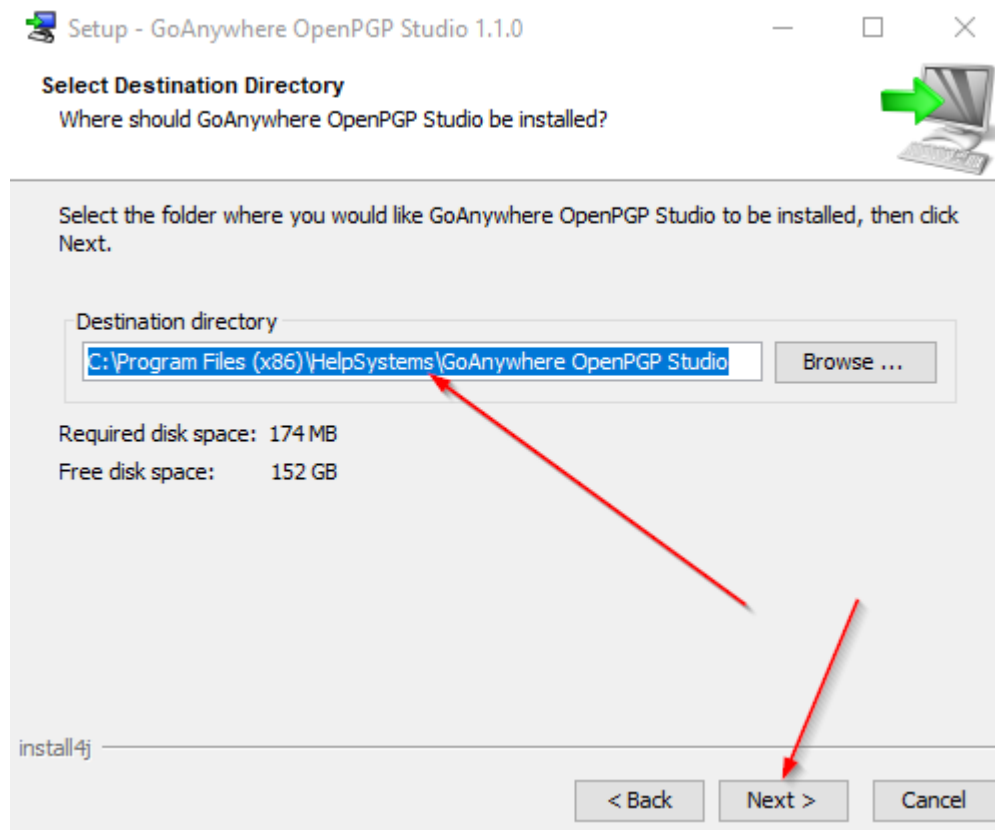 Setup - GoAnywhere OpenPGP Studio 1.1.0
Select Destination Directory
Where should GoAnywhere OpenPGP Studio be installed?
Select the folder where you would like GoAnywhere OpenPGP Studio to be installed, then click
Next.
Destination directory
C:\Program Files (x86)\HelpSystems\GoAnywhere OpenPGP Studio
Browse ...
Required disk space: 174 MB
Free disk space: 152 GB
install4j
< Back
Next >
Cancel